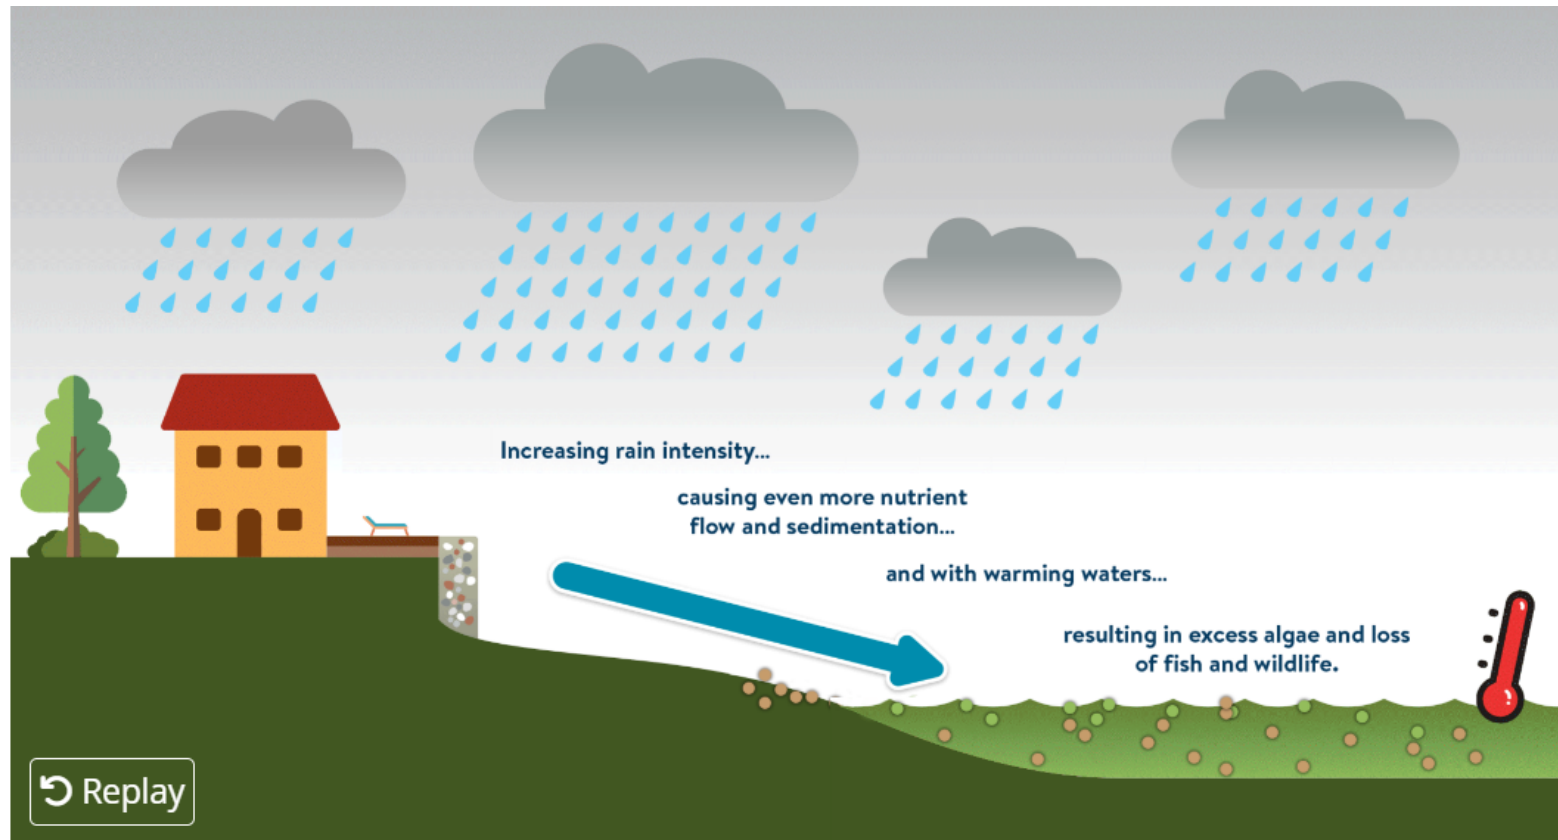 Increasing rain intensity...
causing even more nutrient
flow and sedimentation...
and with warming waters...
resulting in excess algae and loss
of fish and wildlife.
Replay